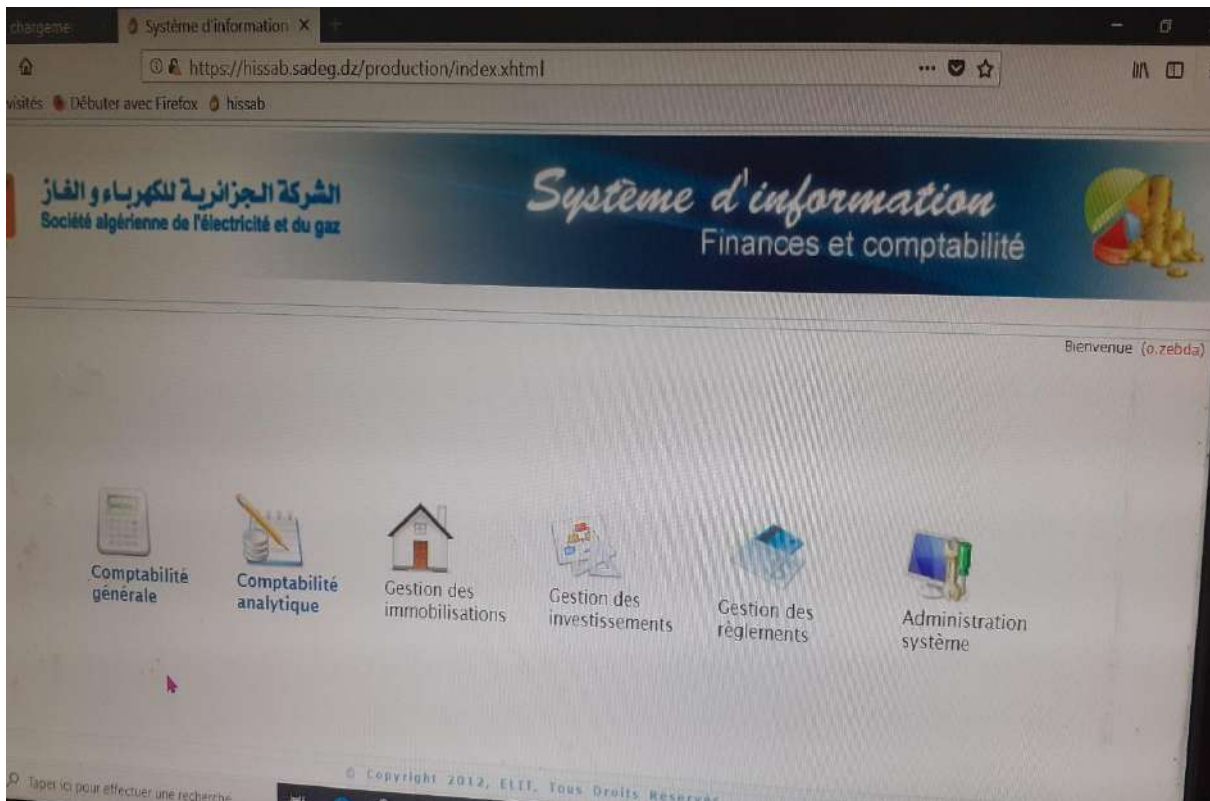 Système d'information
https://hissab.sadeg.dz/production/index.xhtml
visités Débuter avec Firefox hissab
الشركة الجزائرية للكهرباء و الغاز
Société algérienne de l'électricité et du gaz
Système d'information
Finances et comptabilité
Bienvenue (o.zebda)
Comptabilité
générale
Comptabilité
analytique
Gestion des
immobilisations
Gestion des
investissements
Gestion des
règlements
Administration
système
© Copyright 2012, ELIT, Tous Droits Réservés
Taper ici pour effectuer une recherche